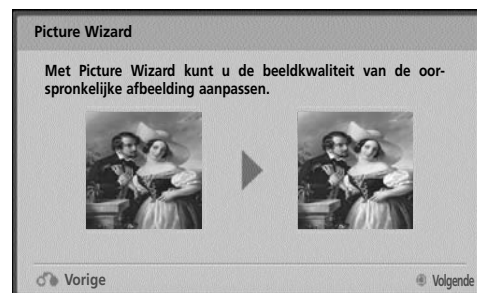 Picture Wizard
Met Picture Wizard kunt u de beeldkwaliteit van de oor-
spronkelijke afbeelding aanpassen.
Vorige
Volgende